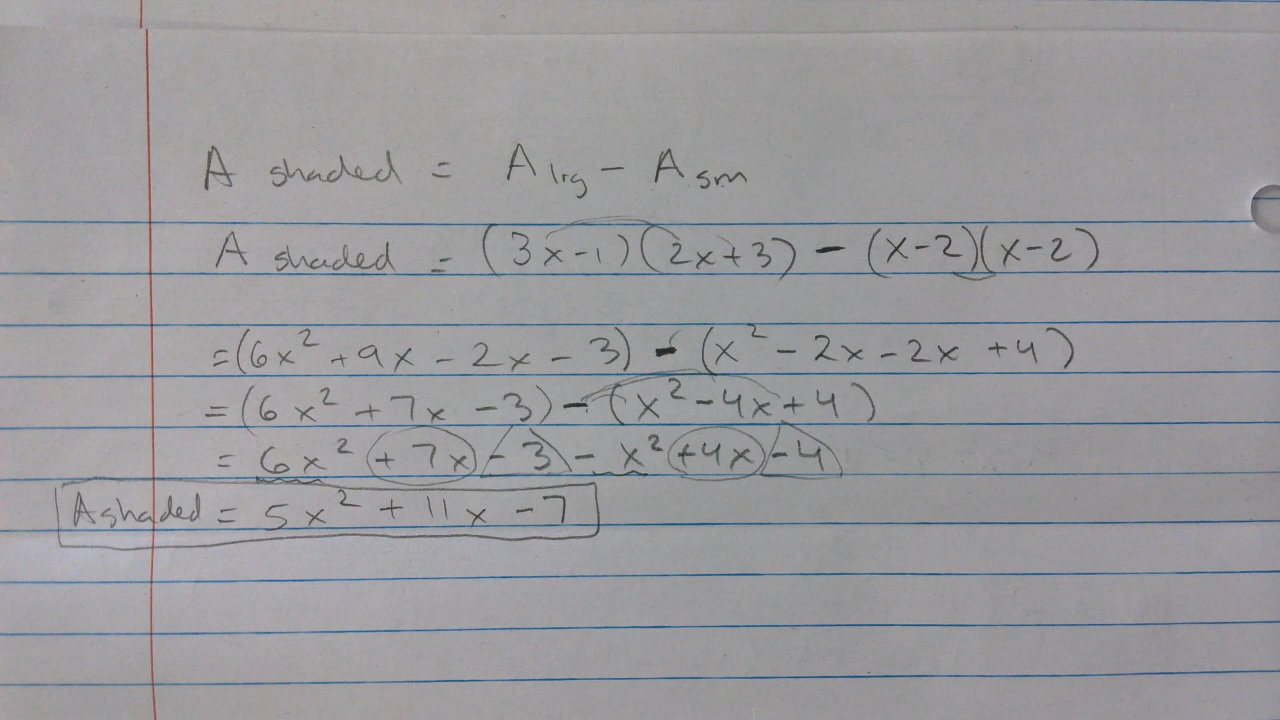 A shaded = A lrg - A sm
A shaded = (3x-1)(2x+3) - (x-2)(x-2)
=(6x² + 9x - 2x - 3) - (x² - 2x - 2x + 4)
= (6x² + 7x - 3) - (x² - 4x + 4)
= 6x² + 7x - 3 - x² + 4x - 4
A shaded = 5x² + 11x - 7